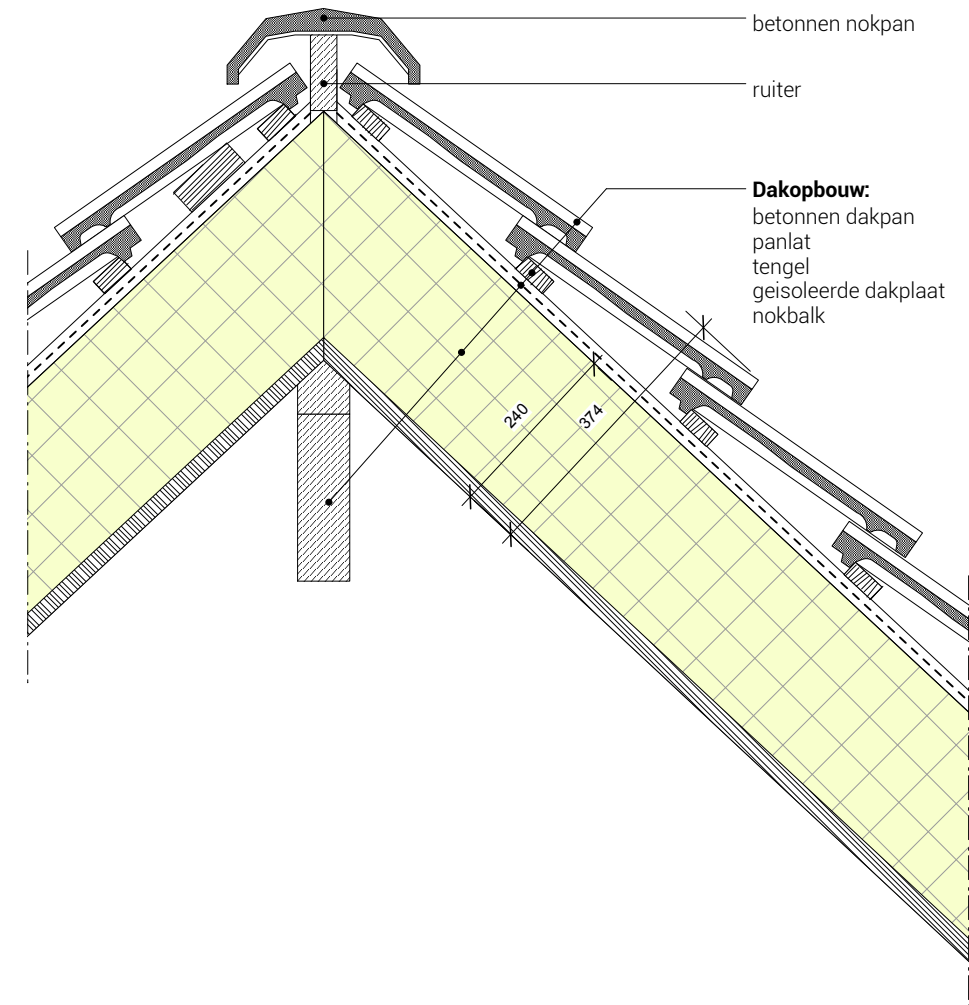 betonnen nokpan
ruiter
Dakopbouw:
betonnen dakpan
panlat
tengel
geisoleerde dakplaat
nokbalk
240
374